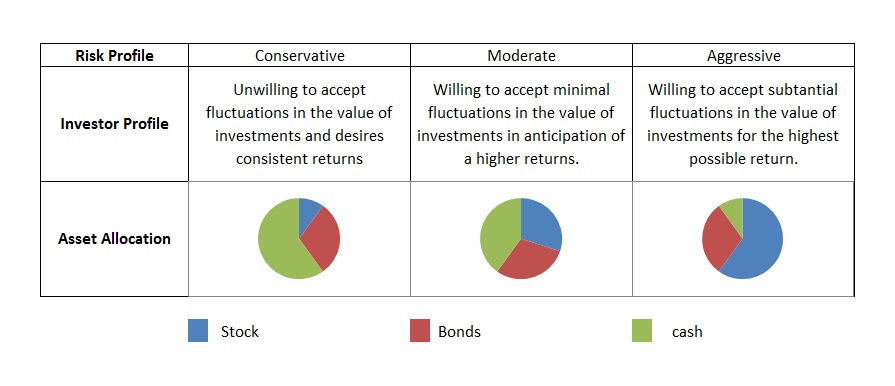 Risk Profile
Conservative
Moderate
Aggressive
Investor Profile
Unwilling to accept
fluctuations in the value of
investments and desires
consistent returns
Willing to accept minimal
fluctuations in the value of
investments in anticipation of
a higher returns.
Willing to accept subtantial
fluctuations in the value of
investments for the highest
possible return.
Asset Allocation
Stock
Bonds
cash